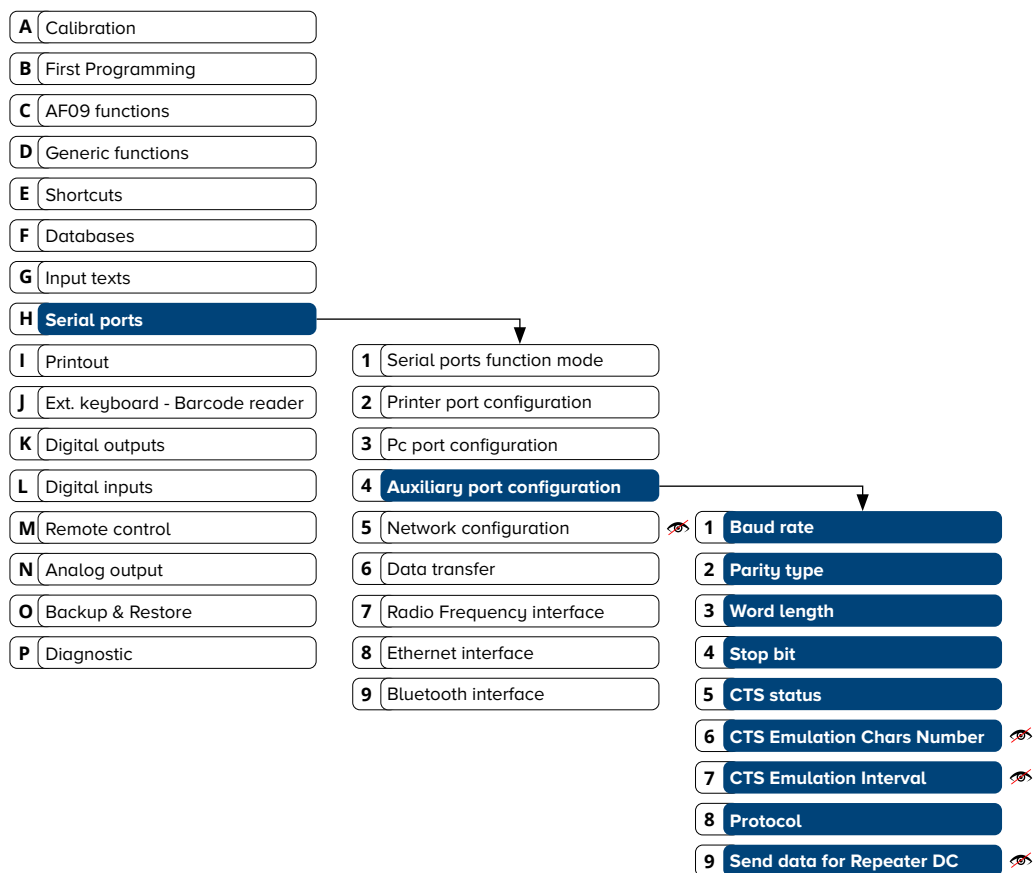 A Calibration
B First Programming
C AF09 functions
D Generic functions
E Shortcuts
F Databases
G Input texts
H Serial ports
I Printout
J Ext. keyboard - Barcode reader
K Digital outputs
L Digital inputs
M Remote control
N Analog output
O Backup & Restore
P Diagnostic
1 Serial ports function mode
2 Printer port configuration
3 Pc port configuration
4 Auxiliary port configuration
5 Network configuration
6 Data transfer
7 Radio Frequency interface
8 Ethernet interface
9 Bluetooth interface
1 Baud rate
2 Parity type
3 Word length
4 Stop bit
5 CTS status
6 CTS Emulation Chars Number
7 CTS Emulation Interval
8 Protocol
9 Send data for Repeater DC